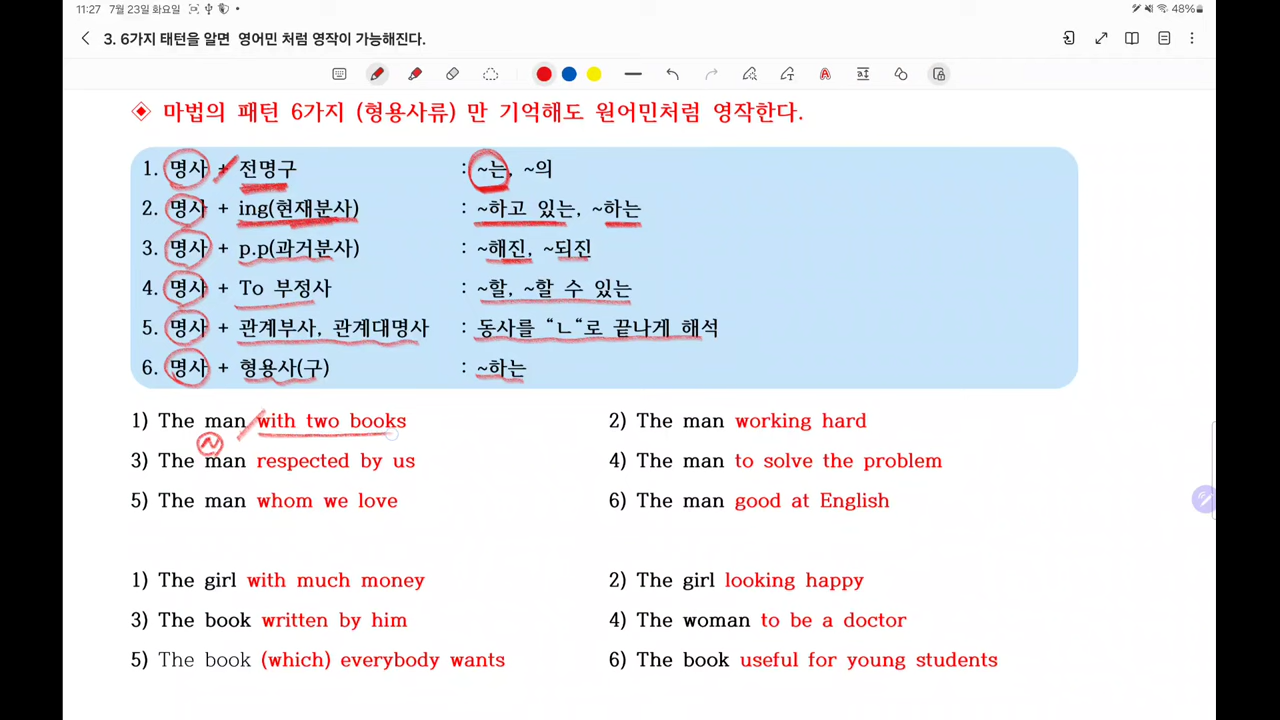 11:27 7월 23일 화요일 48%
3. 6가지 태턴을 알면 영어민 처럼 영작이 가능해진다.
◈ 마법의 패턴 6가지 (형용사류) 만 기억해도 원어민처럼 영작한다.
1. 명사 + 전명구 : ~는, ~의
2. 명사 + ing(현재분사) : ~하고 있는, ~하는
3. 명사 + p.p(과거분사) : ~해진, ~되진
4. 명사 + To 부정사 : ~할, ~할 수 있는
5. 명사 + 관계부사, 관계대명사 : 동사를 “ㄴ“로 끝나게 해석
6. 명사 + 형용사(구) : ~하는
1) The man with two books 2) The man working hard
N
3) The man respected by us 4) The man to solve the problem
5) The man whom we love 6) The man good at English
1) The girl with much money 2) The girl looking happy
3) The book written by him 4) The woman to be a doctor
5) The book (which) everybody wants 6) The book useful for young students